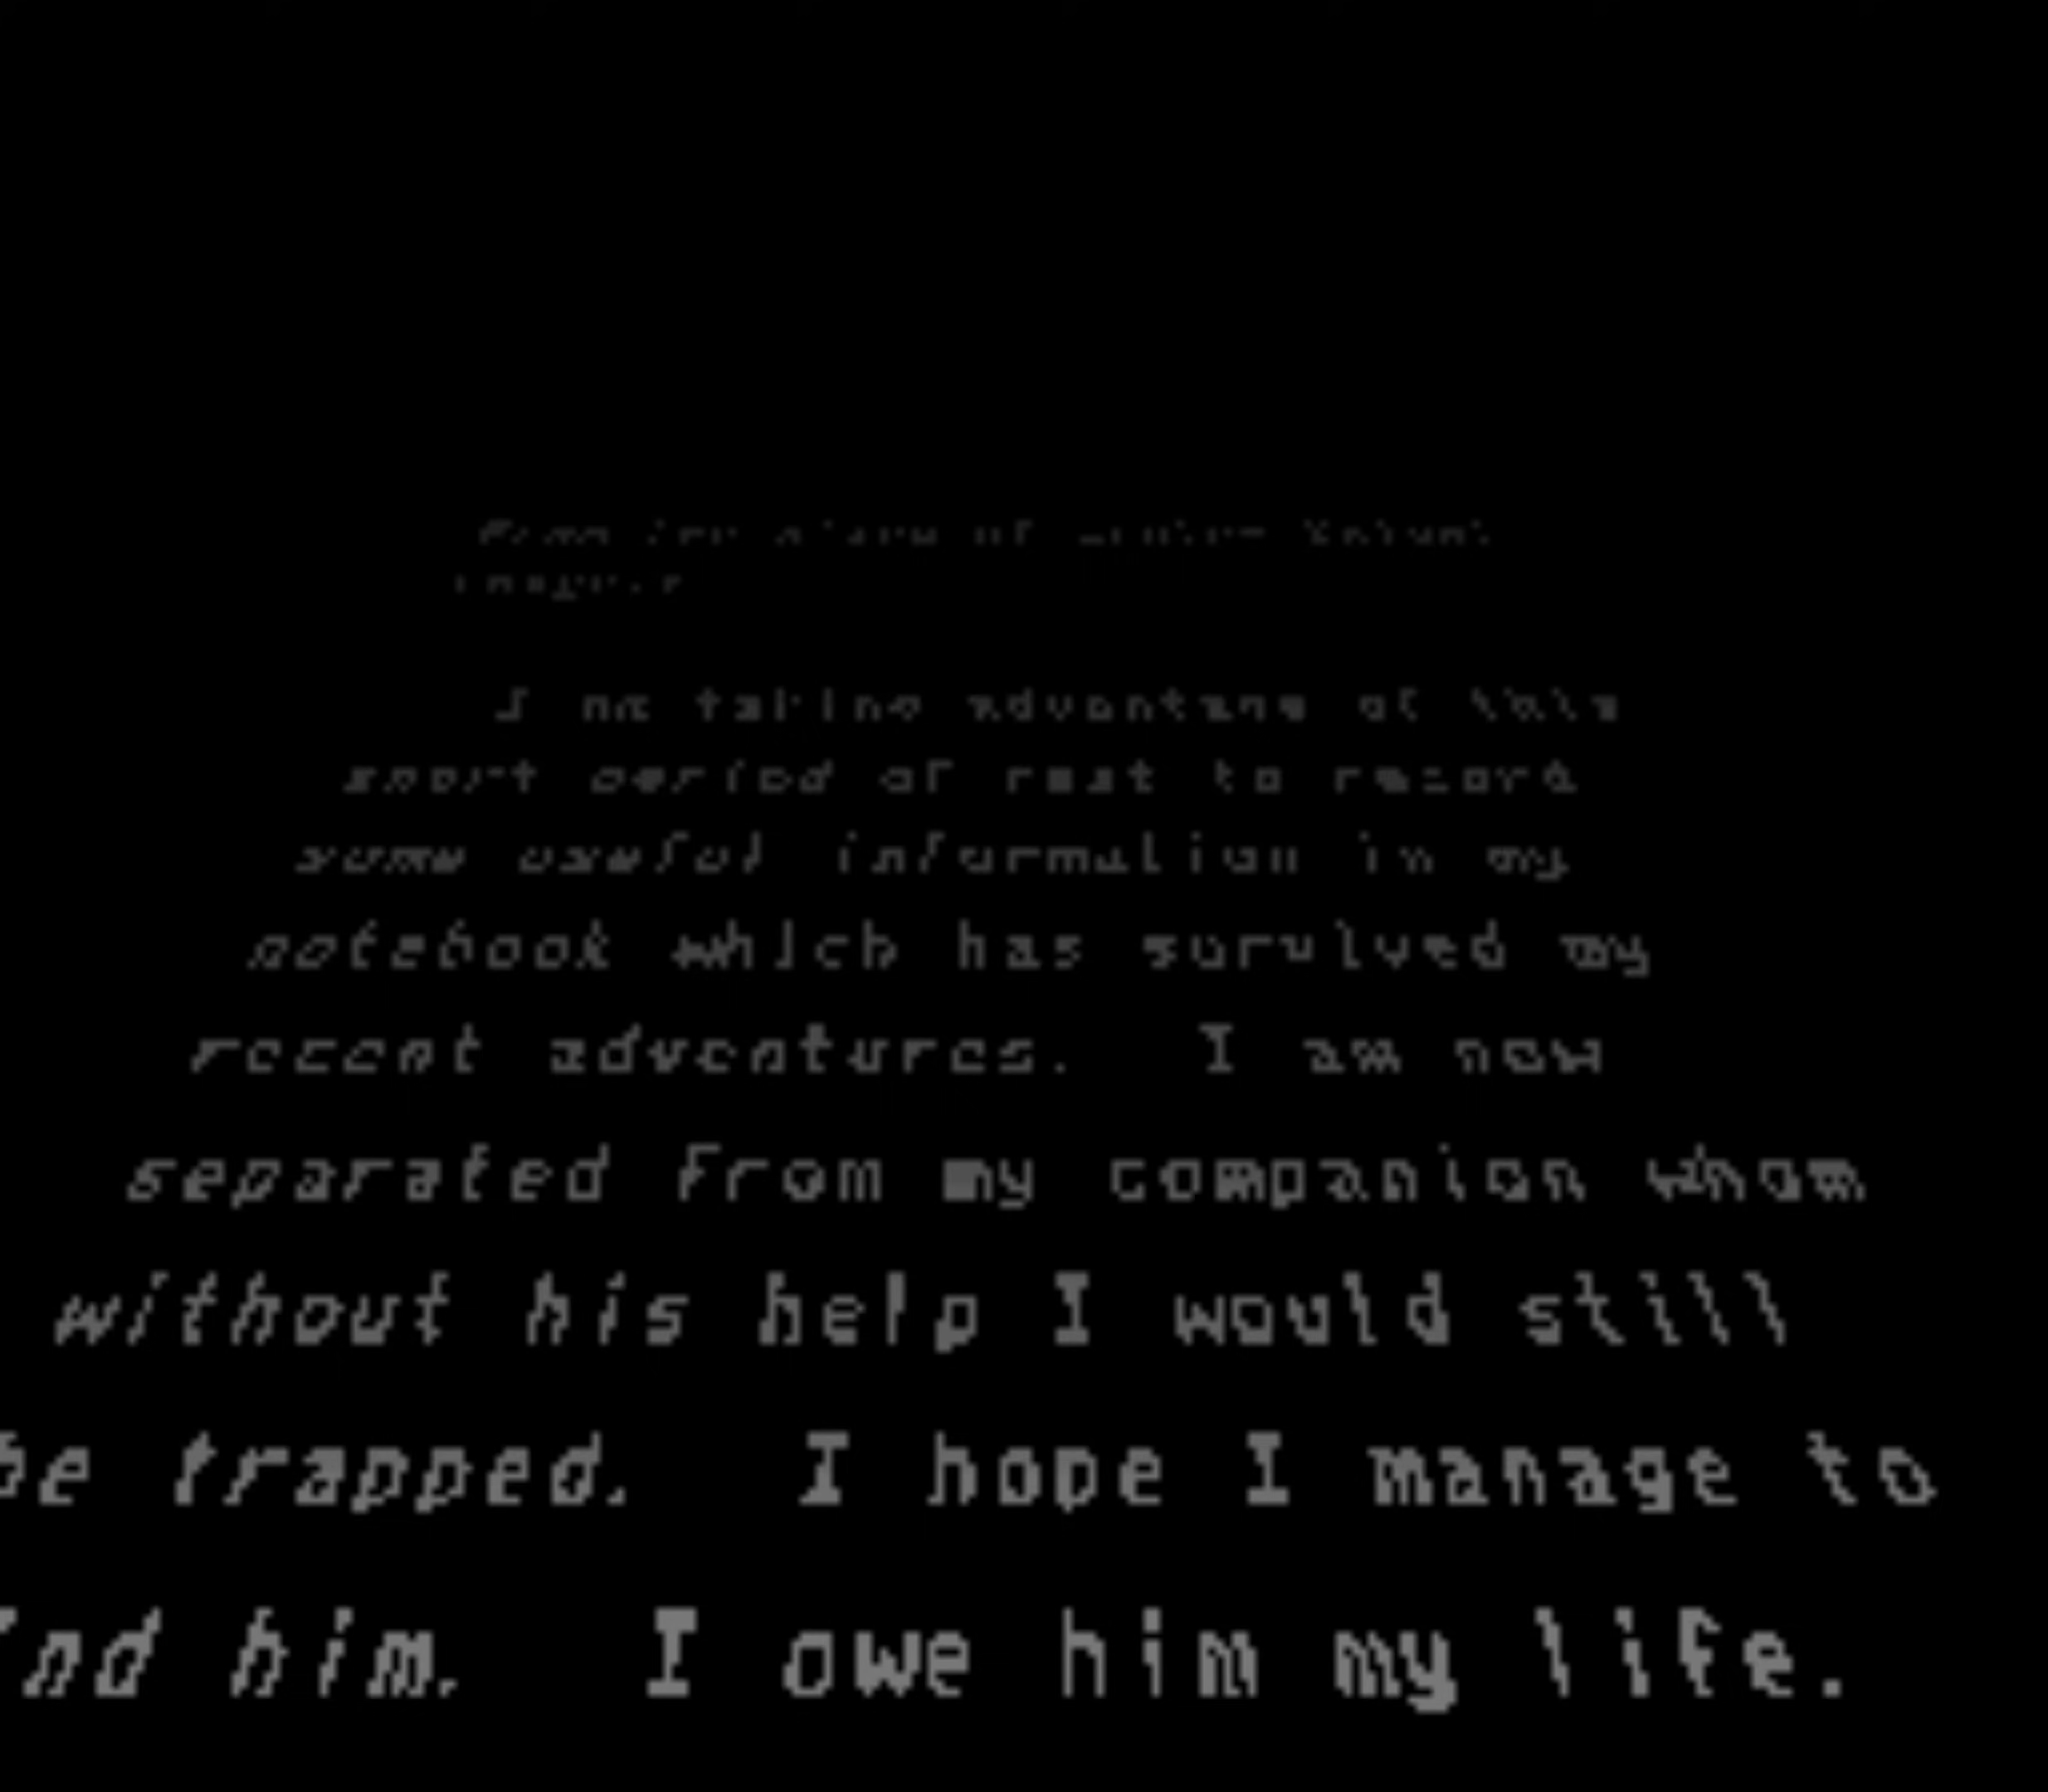 I am taking advantage of this
short period of rest to record
some useful information in my
notebook which has survived my
recent adventures. I am now
separated from my companion whom
without his help I would still
be trapped. I hope I manage to
find him. I owe him my life.